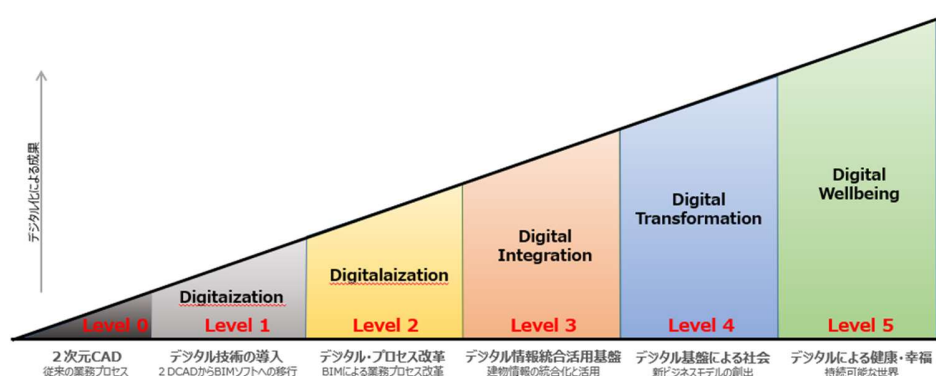 デジタル化による成果
Digital
Wellbeing
Digital
Transformation
Digital
Integration
Digitalaization
Digitaization
Level 0
Level 1
Level 2
Level 3
Level 4
Level 5
2次元CAD
従来の業務プロセス
デジタル技術の導入
2DCADからBIMソフトへの移行
デジタル・プロセス改革
BIMによる業務プロセス改革
デジタル情報統合活用基盤
建物情報の統合化と活用
デジタル基盤による社会
新ビジネスモデルの創出
デジタルによる健康・幸福
持続可能な世界